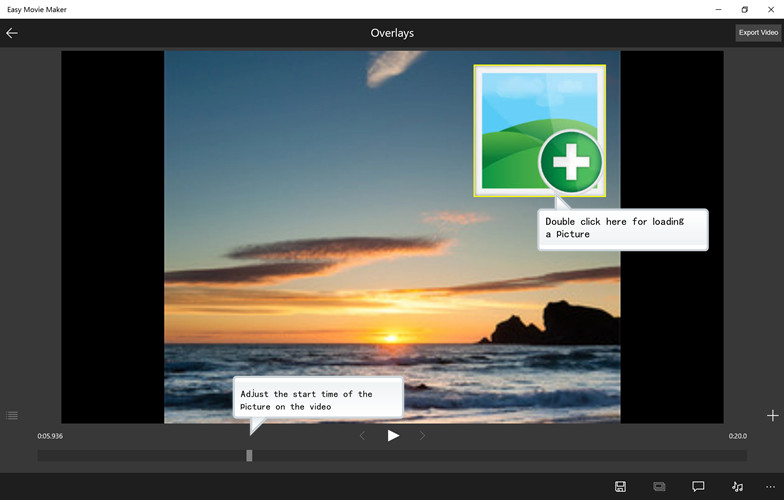 Easy Movie Maker
Overlays
Export Video
Double click here for loading
a Picture
Adjust the start time of the
Picture on the video
0:05.936
0:20.0